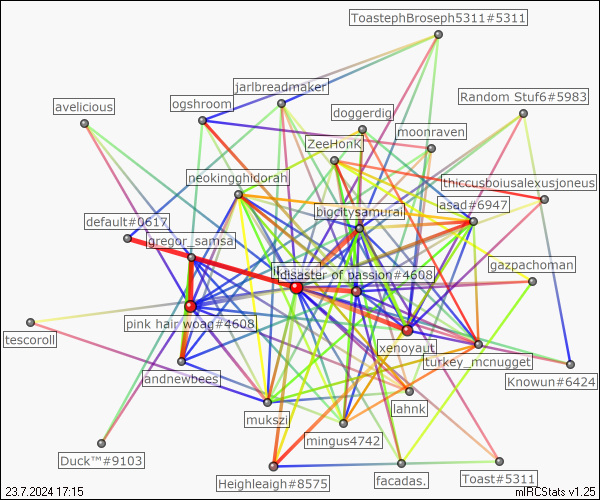 ToastephBroseph5311#5311
jarlbreadmaker
avelicious
ogshroom
Random Stuf6#5983
doggerdig
moonraven
ZeeHonK
neokingghidorah
thiccusboiusalexusjoneus
bigcitysamurai
asad#6947
default#0617
gregor_samsa
gazpachoman
disaster of passion#4608
pink hair woag#4608
tescoroll
xenoyaut
turkey_mcnugget
andnewbees
Knowun#6424
lahnk
mukszi
mingus4742
Duck™#9103
Heighleaigh#8575
facadas.
Toast#5311
23.7.2024 17:15
mIRCStats v1.25